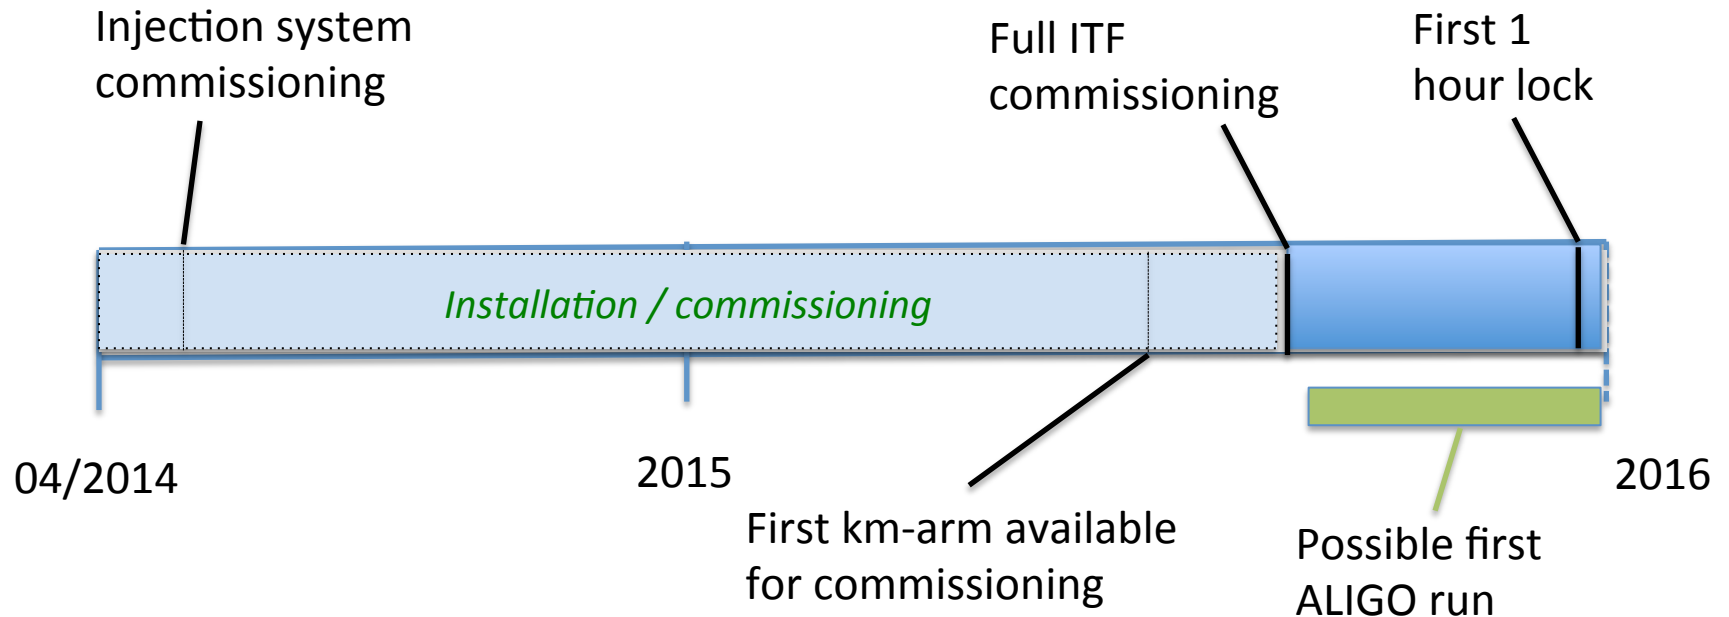 Injection system
commissioning
Full ITF
commissioning
First 1
hour lock
Installation / commissioning
04/2014
2015
2016
First km-arm available
for commissioning
Possible first
ALIGO run